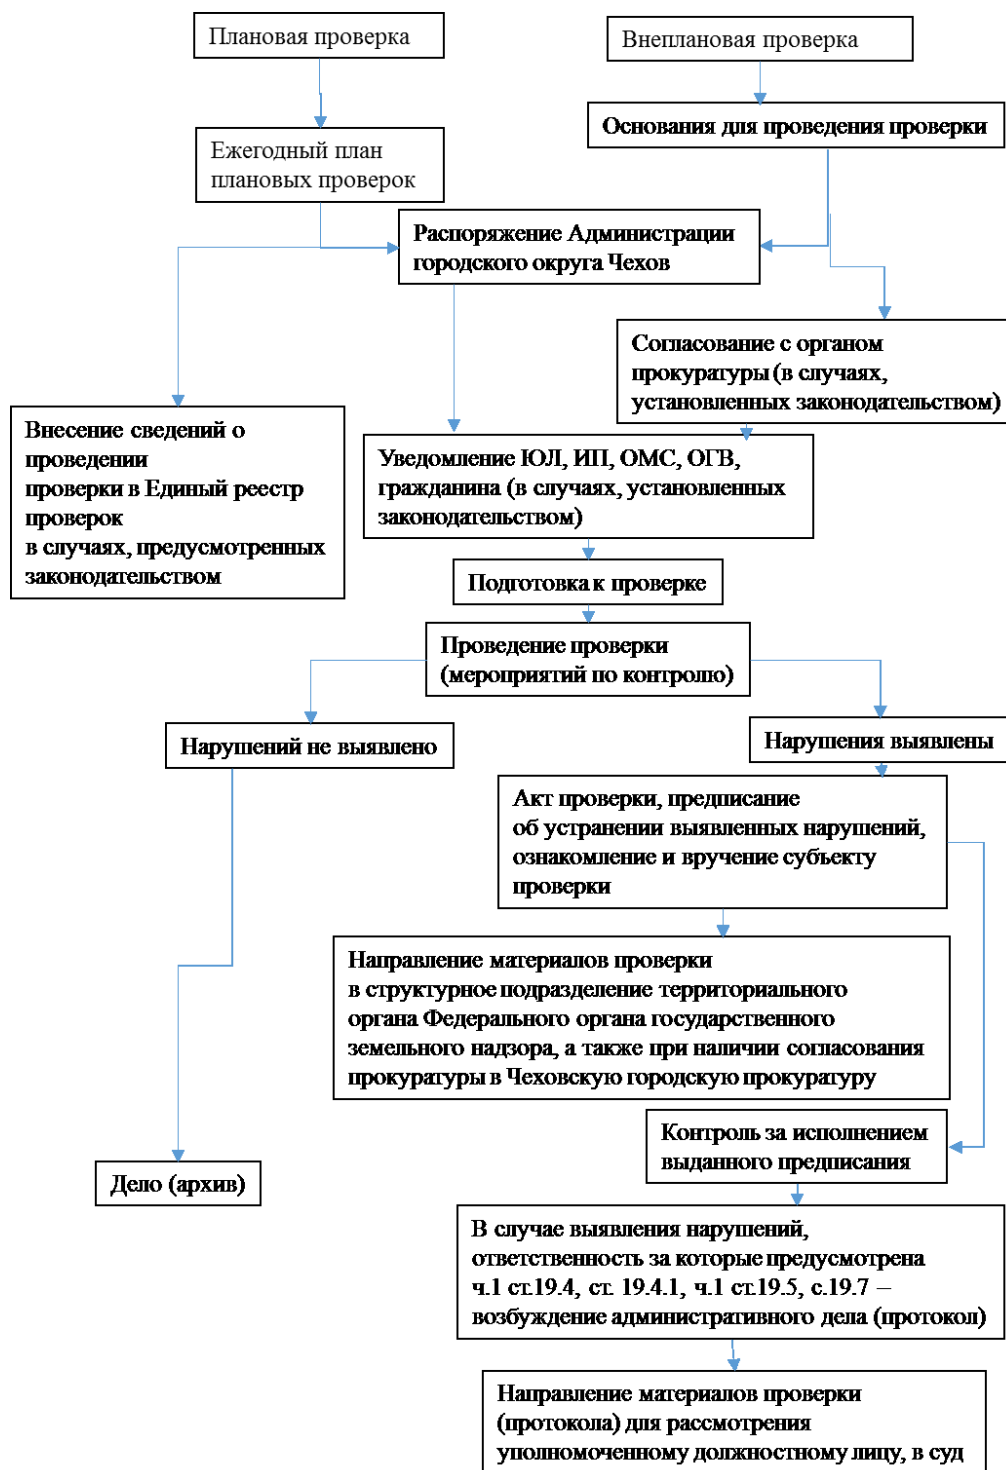 Плановая проверка
Внеплановая проверка
Основания для проведения проверки
Ежегодный план
плановых проверок
Распоряжение Администрации
городского округа Чехов
Согласование с органом
прокуратуры (в случаях,
установленных законодательством)
Внесение сведений о
проведении
проверки в Единый реестр
проверок
в случаях, предусмотренных
законодательством
Уведомление ЮЛ, ИП, ОМС, ОГВ,
гражданина (в случаях, установленных
законодательством)
Подготовка к проверке
Проведение проверки
(мероприятий по контролю)
Нарушений не выявлено
Нарушения выявлены
Акт проверки, предписание
об устранении выявленных нарушений,
ознакомление и вручение субъекту
проверки
Направление материалов проверки
в структурное подразделение территориального
органа Федерального органа государственного
земельного надзора, а также при наличии согласования
прокуратуры в Чеховскую городскую прокуратуру
Контроль за исполнением
выданного предписания
Дело (архив)
В случае выявления нарушений,
ответственность за которые предусмотрена
ч.1 ст.19.4, ст. 19.4.1, ч.1 ст.19.5, с.19.7 –
возбуждение административного дела (протокол)
Направление материалов проверки
(протокола) для рассмотрения
уполномоченному должностному лицу, в суд